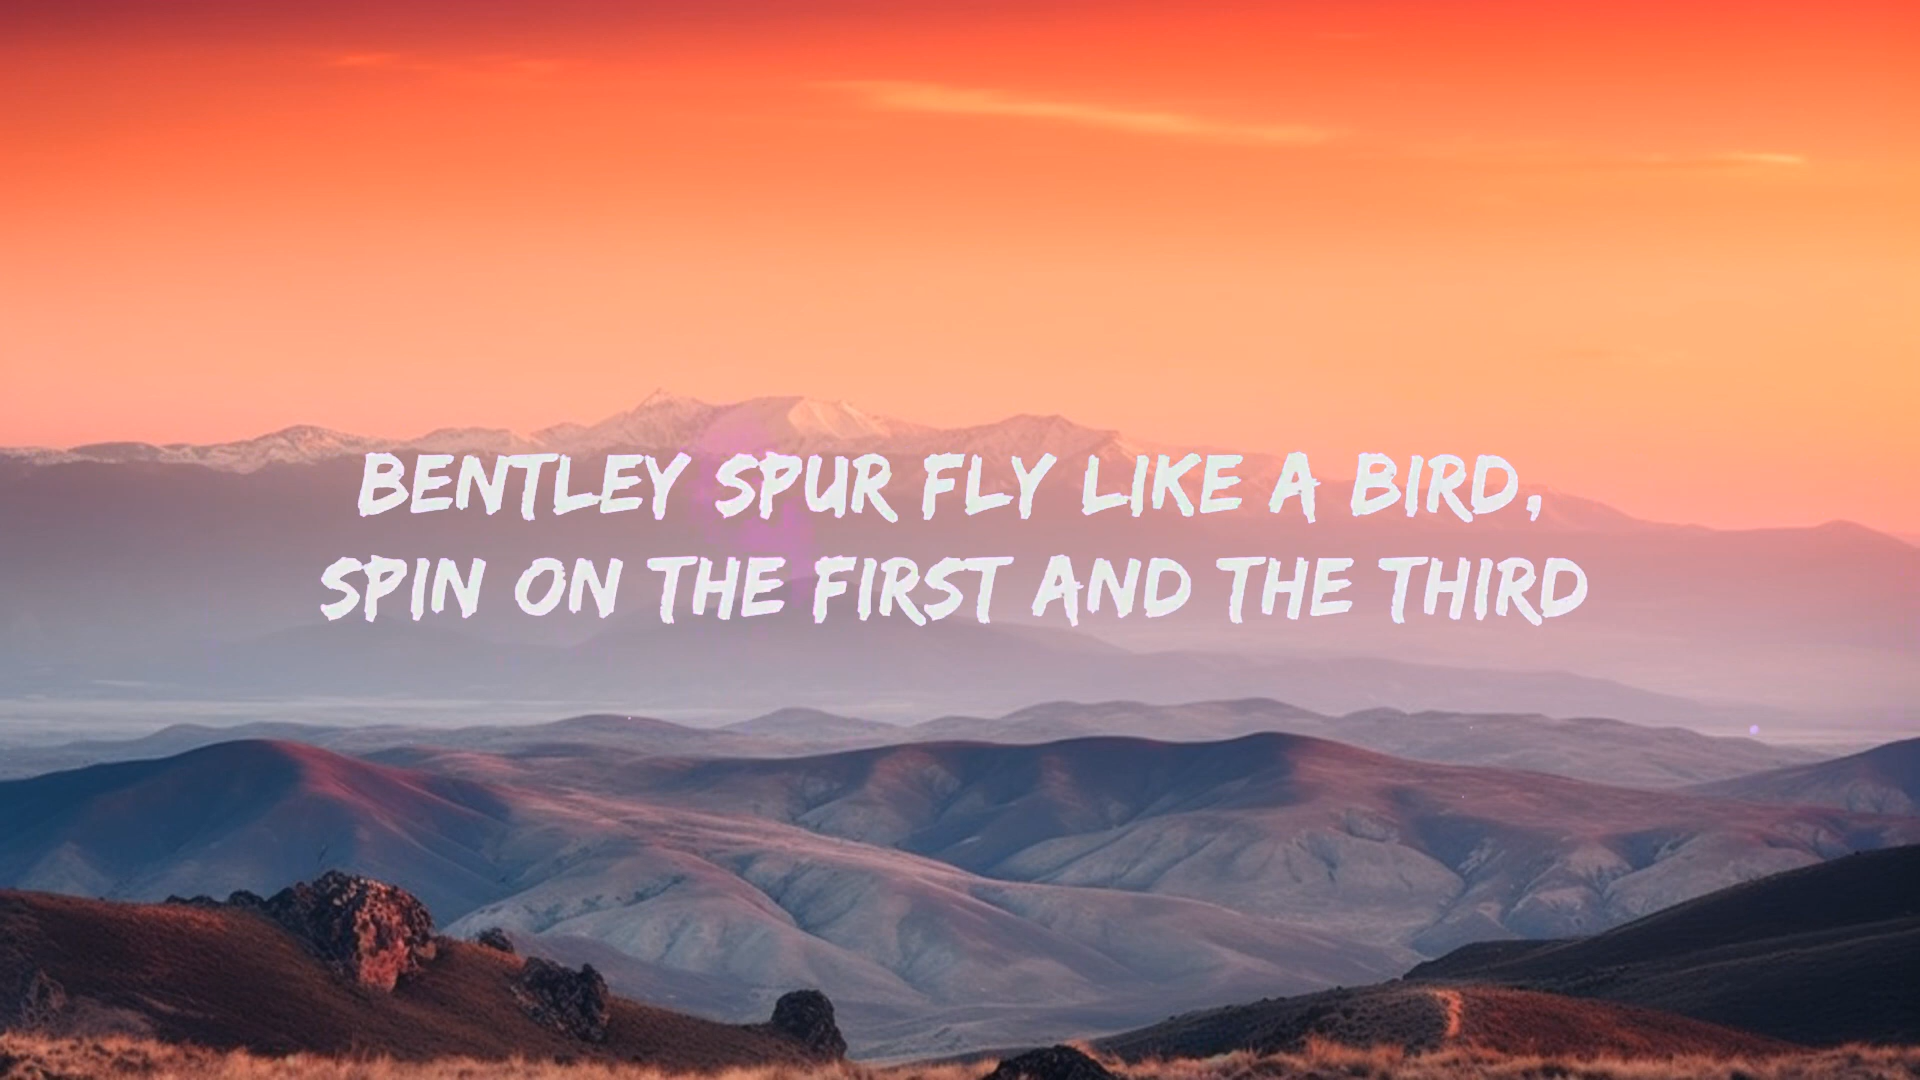 BENTLEY SPUR FLY LIKE A BIRD,
SPIN ON THE FIRST AND THE THIRD